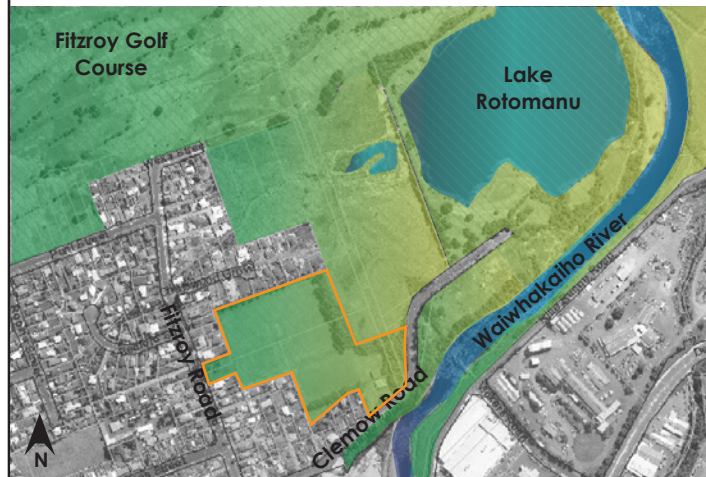 Fitzroy Golf
Course
Lake
Rotomanu
Waiwhakaiho River
Fitzroy Road
Clemow Road
N